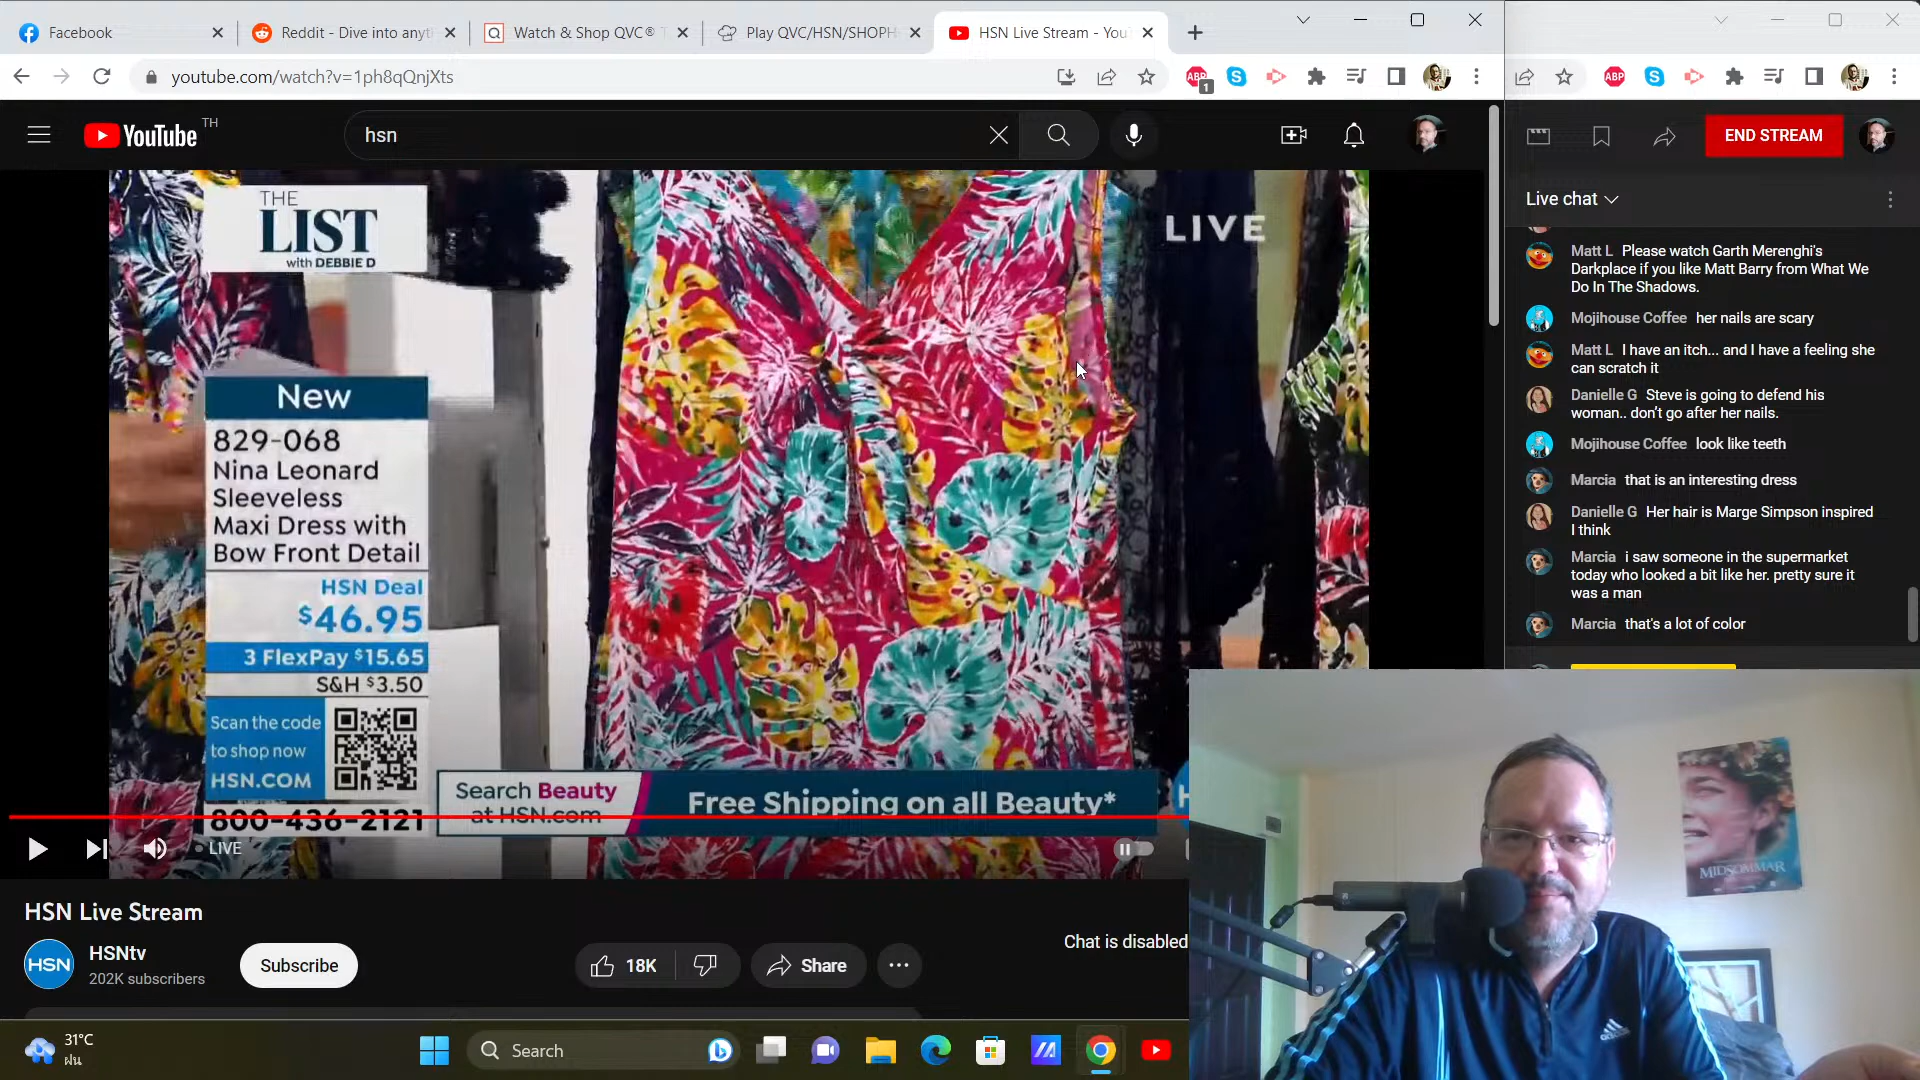 Facebook
Reddit - Dive into anyt
Watch & Shop QVC® T
Play QVC/HSN/SHOPH
HSN Live Stream - You
youtube.com/watch?v=1ph8qQnjXts
ABP
1
ABP
YouTube TH
hsn
END STREAM
Live chat
THE
LIST
with DEBBIE D
LIVE
New
829-068
Nina Leonard
Sleeveless
Maxi Dress with
Bow Front Detail
HSN Deal
$46.95
3 FlexPay $15.65
S&H $3.50
Scan the code
to shop now
HSN.COM
800-436-2121
Search Beauty
at HSN.com
Free Shipping on all Beauty*
LIVE
Matt L Please watch Garth Merenghi's
Darkplace if you like Matt Barry from What We
Do In The Shadows.
Mojihouse Coffee her nails are scary
Matt L I have an itch... and I have a feeling she
can scratch it
Danielle G Steve is going to defend his
woman.. don't go after her nails.
Mojihouse Coffee look like teeth
Marcia that is an interesting dress
Danielle G Her hair is Marge Simpson inspired
I think
Marcia i saw someone in the supermarket
today who looked a bit like her. pretty sure it
was a man
Marcia that's a lot of color
HSN Live Stream
HSN
HSNtv
202K subscribers
Subscribe
18K
Share
Chat is disabled
MIDSOMMAR
adidas
31°C
ฝน
Search